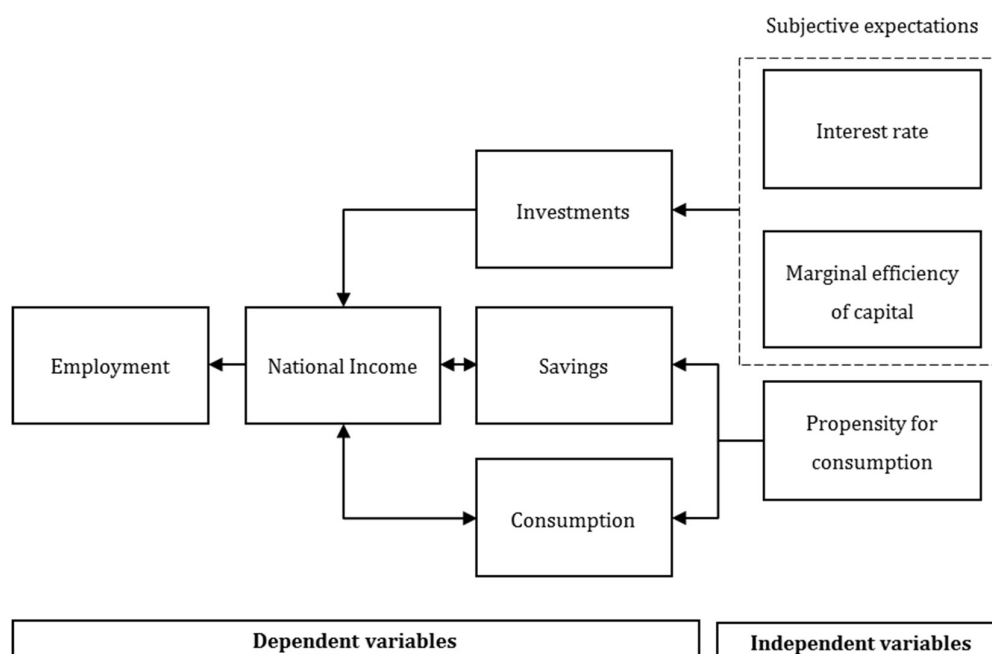 Subjective expectations
Interest rate
Investments
Marginal efficiency
of capital
Employment
National Income
Savings
Propensity for
consumption
Consumption
Dependent variables
Independent variables